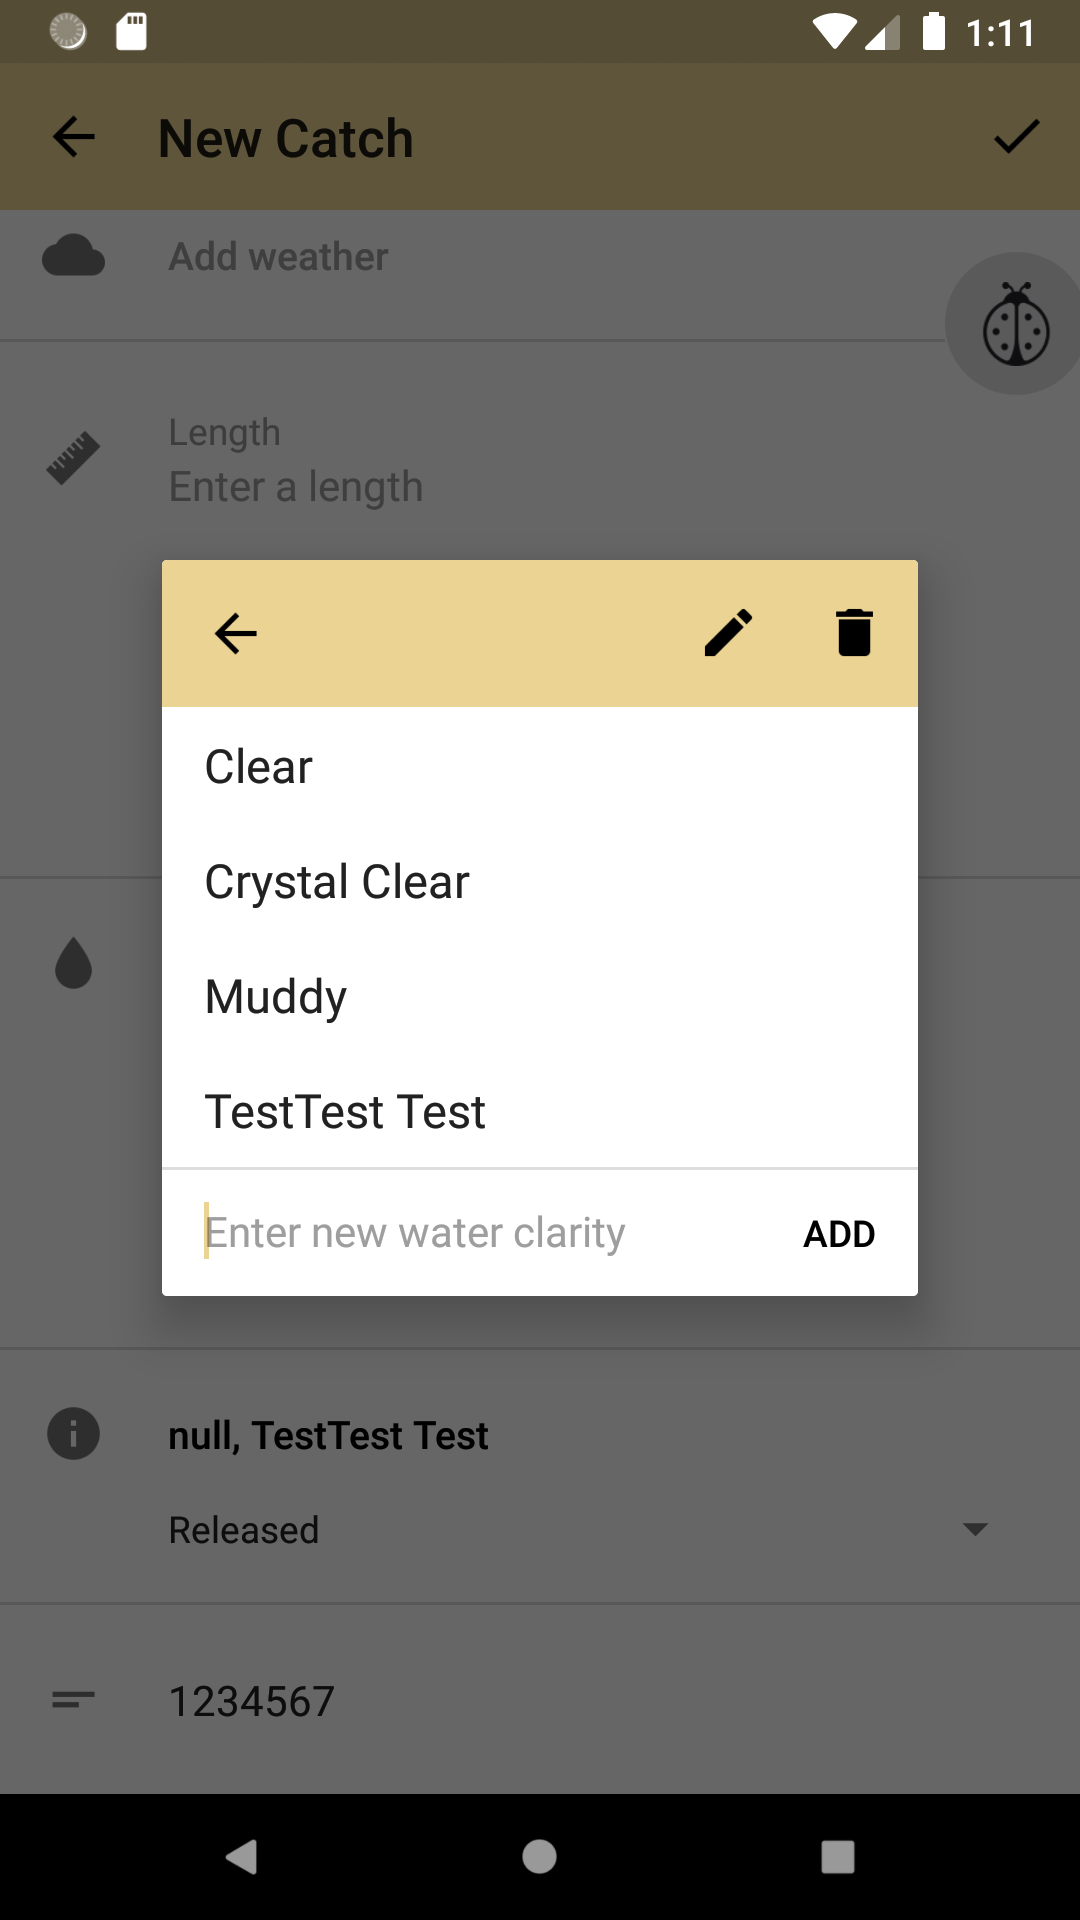 1:11
New Catch
Add weather
Length
Enter a length
Clear
Crystal Clear
Muddy
TestTest Test
Enter new water clarity
ADD
null, TestTest Test
Released
1234567